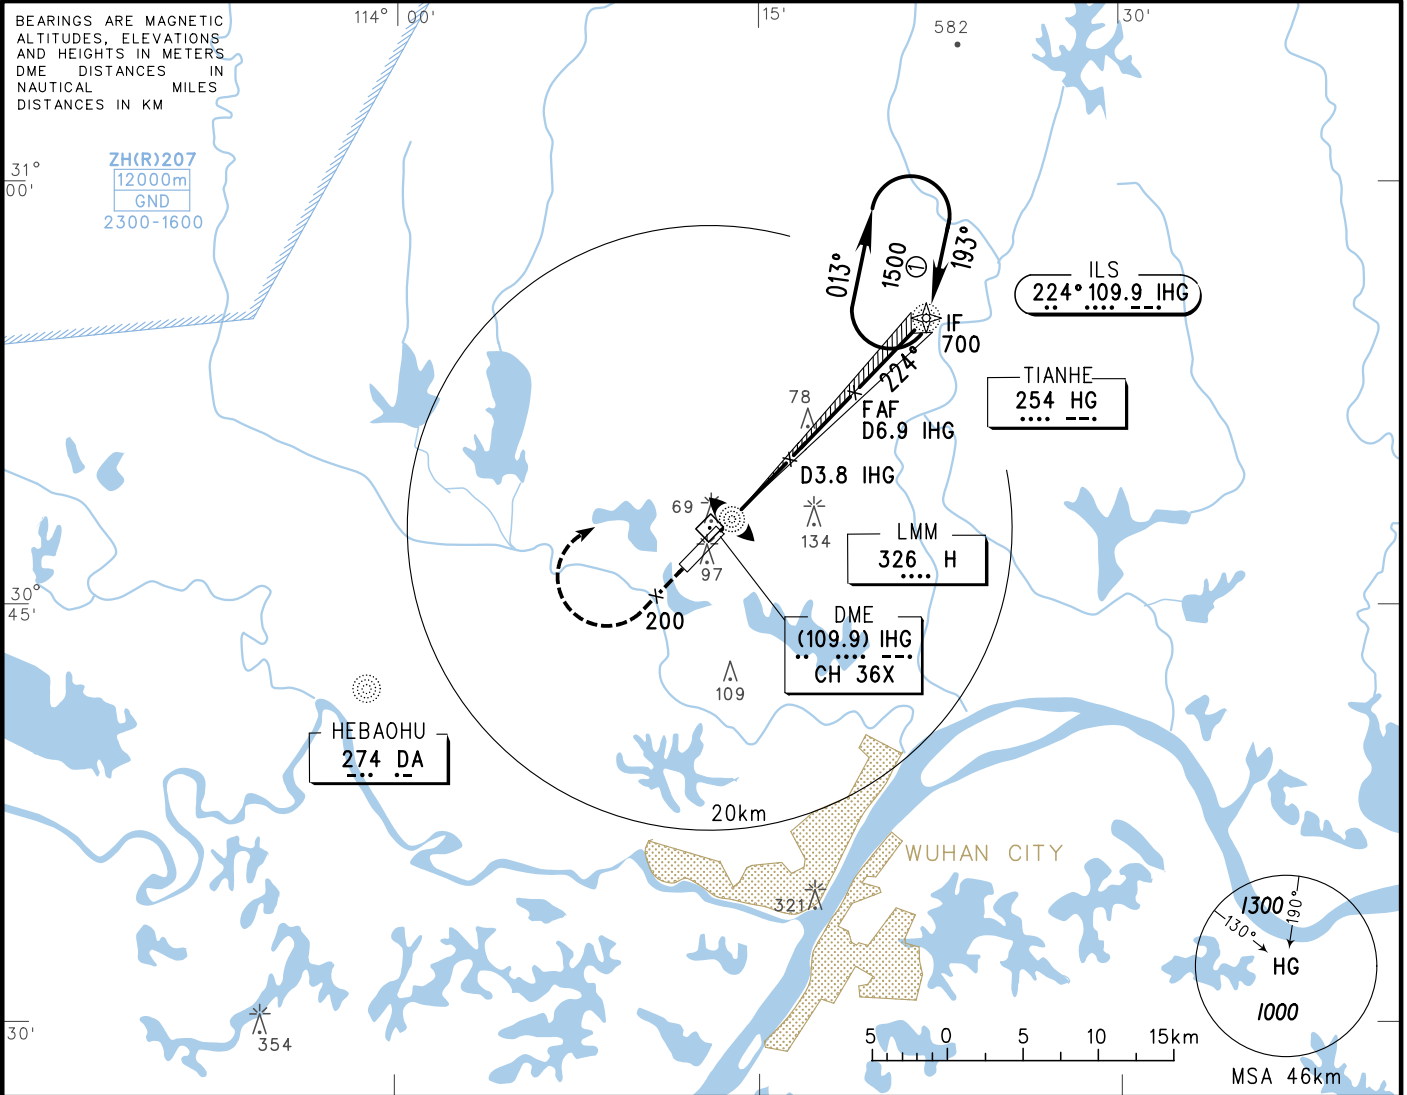 BEARINGS ARE MAGNETIC
ALTITUDES, ELEVATIONS
AND HEIGHTS IN METERS
DME DISTANCES IN
NAUTICAL MILES
DISTANCES IN KM
114° 00'
15'
30'
582
31°
00'
ZH(R)207
12000m
GND
2300-1600
013°
1500
①
193°
ILS
224° 109.9 IHG
IF
700
224°
TIANHE
254 HG
78
FAF
D6.9 IHG
D3.8 IHG
69
134
LMM
326 H
97
30°
45'
200
DME
(109.9) IHG
CH 36X
109
HEBAOHU
274 DA
20km
WUHAN CITY
321
1300
190°
130°
HG
1000
MSA 46km
30'
354
5 0 5 10 15km